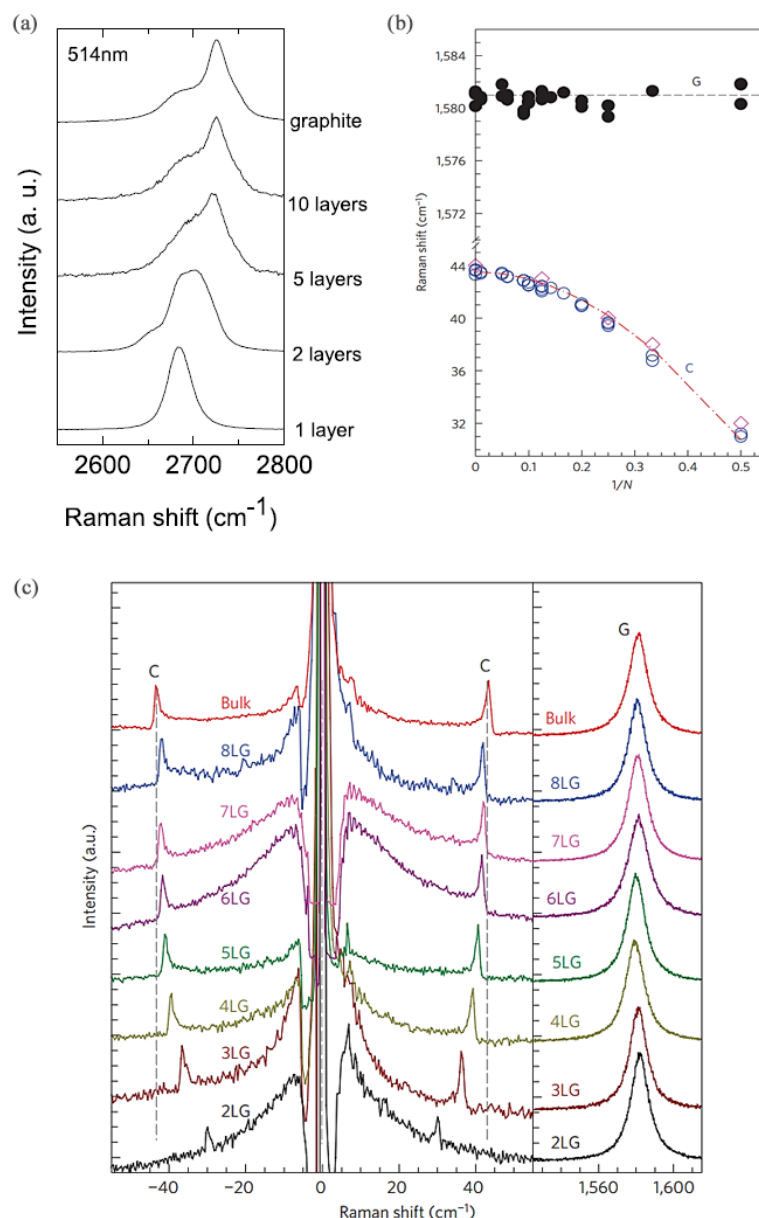 (a)
514nm
graphite
10 layers
5 layers
2 layers
1 layer
Intensity (a. u.)
2600 2700 2800
Raman shift (cm-1)
(b)
1,584
1,580
1,576
1,572
44
40
36
32
G
C
Raman shift (cm-1)
0 0.1 0.2 0.3 0.4 0.5
1/N
(c)
C C G
Bulk Bulk
8LG 8LG
7LG 7LG
6LG 6LG
5LG 5LG
4LG 4LG
3LG 3LG
2LG 2LG
Intensity (a.u.)
−40 −20 0 20 40 1,560 1,600
Raman shift (cm-1)